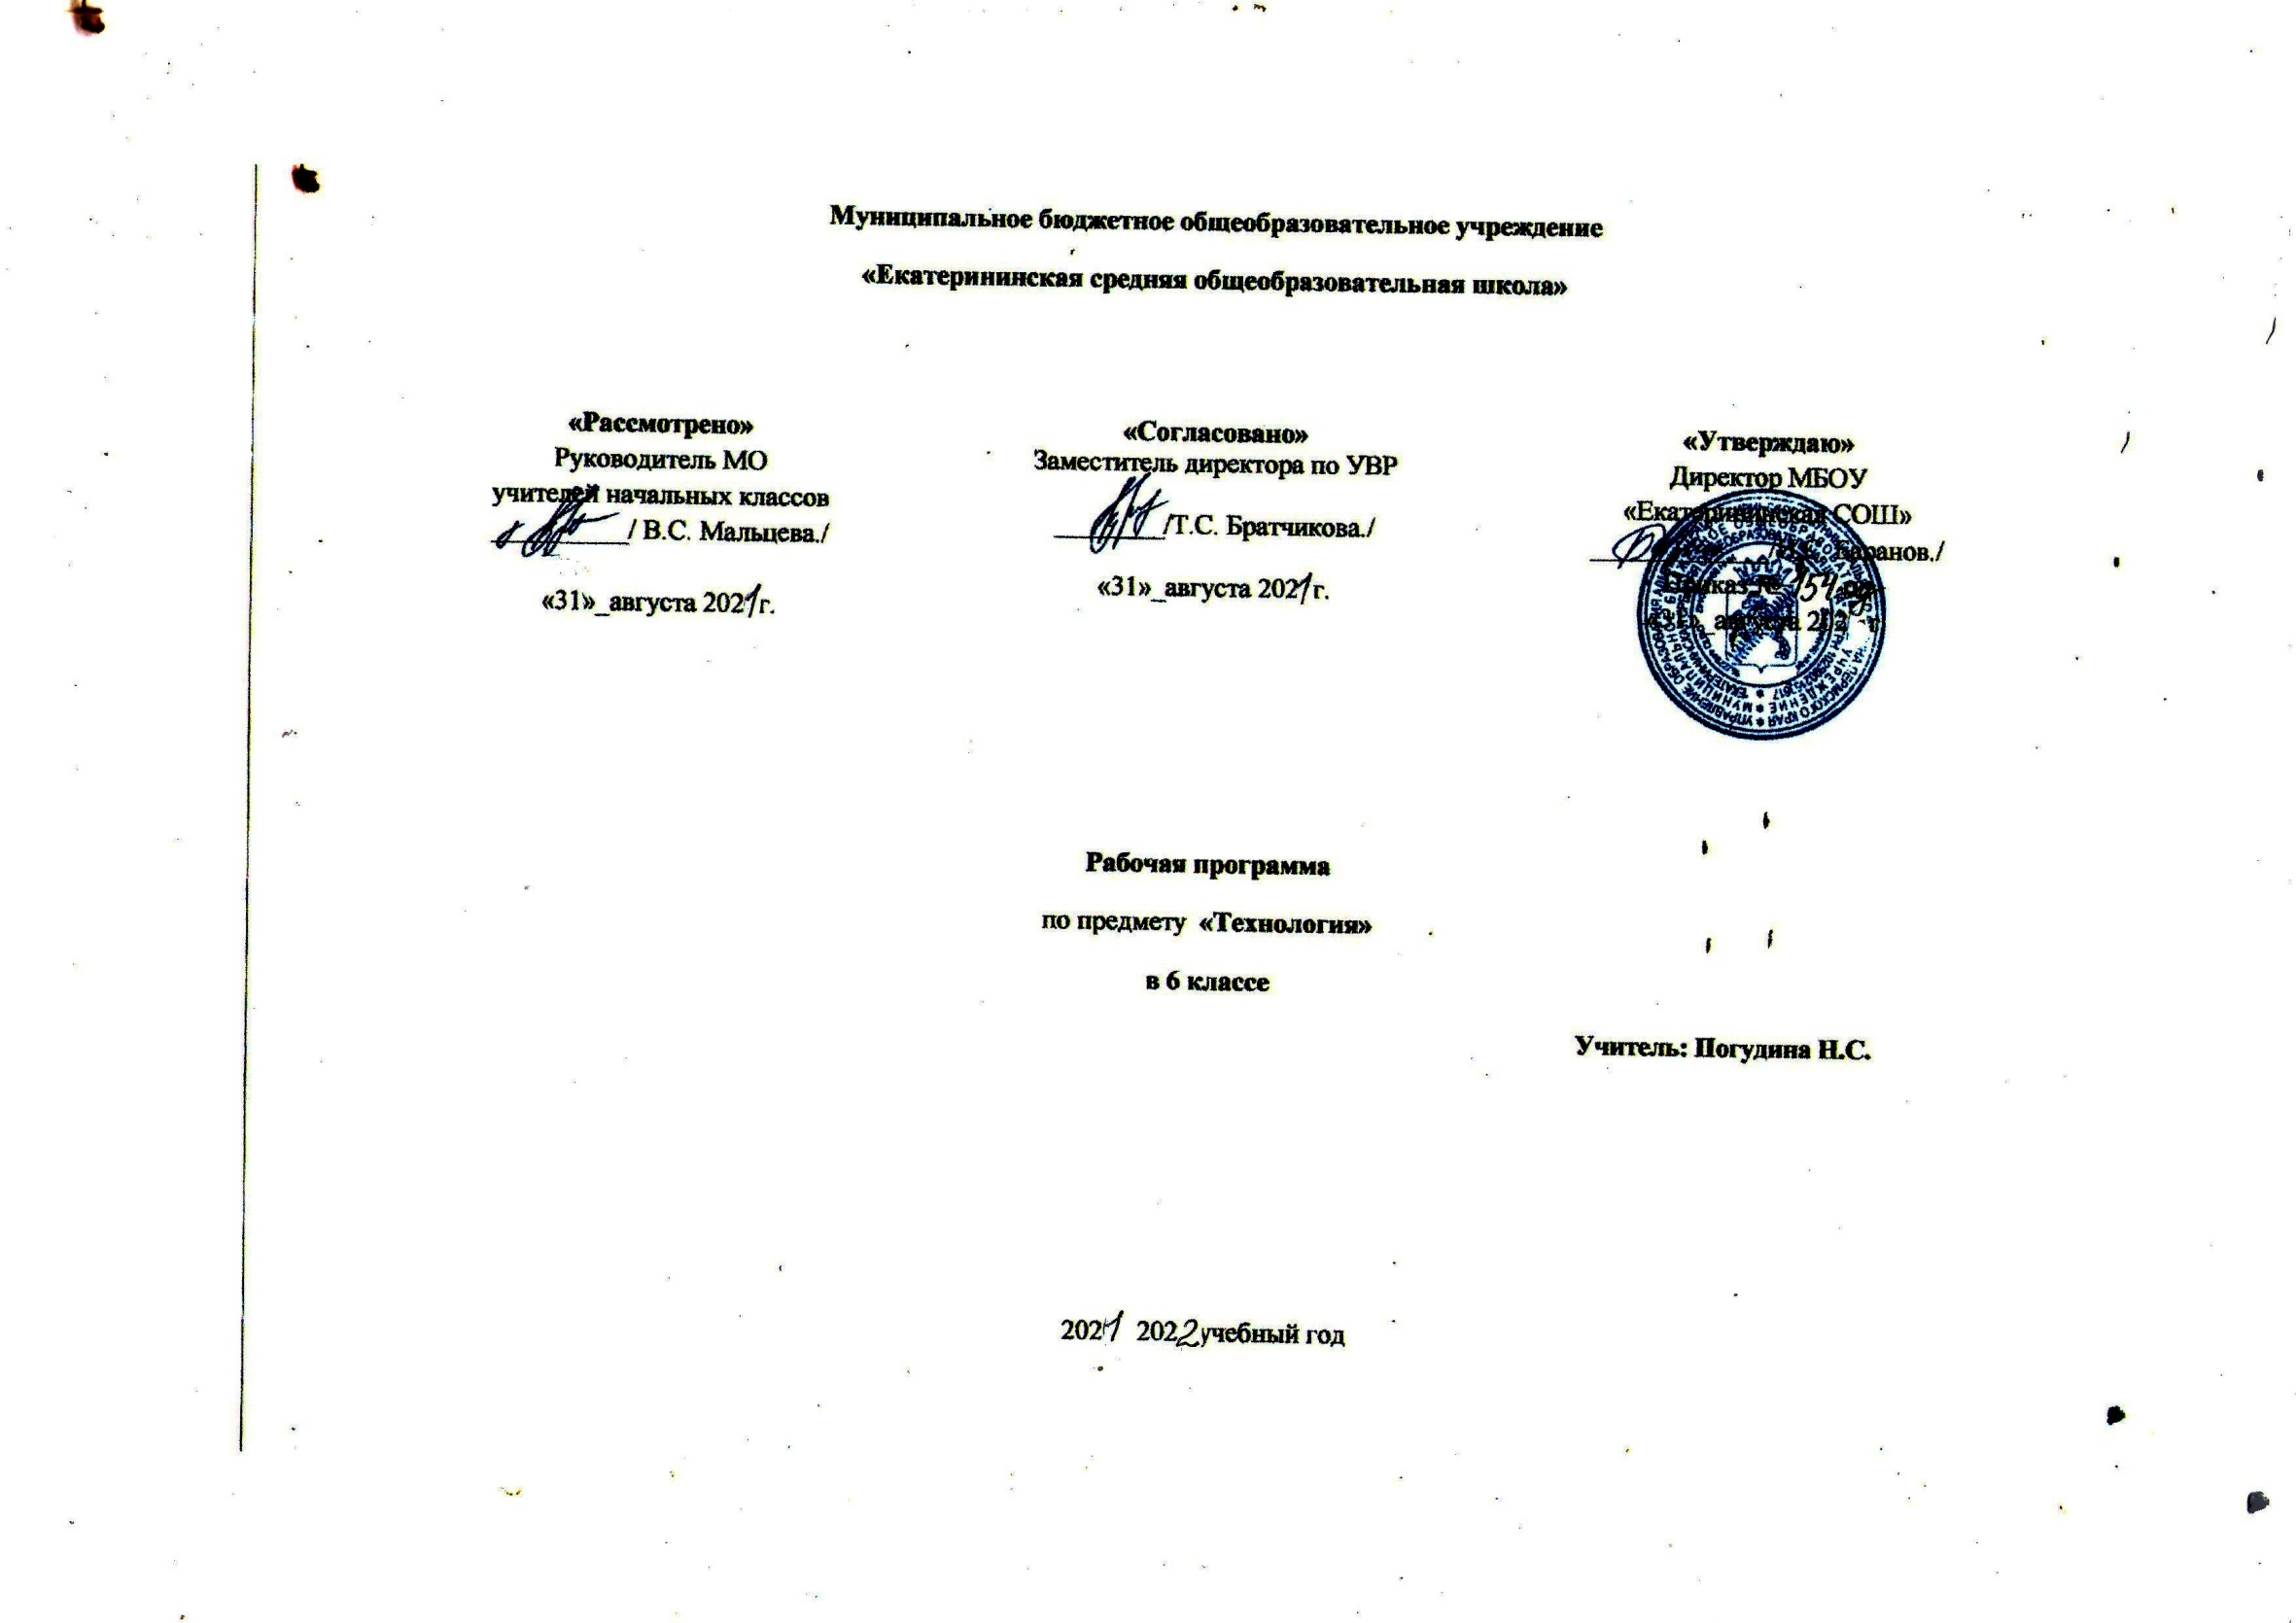 Муниципальное бюджетное общеобразовательное учреждение
«Екатерининская средняя общеобразовательная школа»
«Рассмотрено»
Руководитель МО
учителей начальных классов
/ В.С. Мальцева./
«31»_августа 2021г.
«Согласовано»
Заместитель директора по УВР
/Т.С. Братчикова./
«31»_августа 2021г.
«Утверждаю»
Директор МБОУ
«Екатерининская СОШ»
Баранов./
Приказ № 154
августа 202
Рабочая программа
по предмету «Технология»
в 6 классе
Учитель: Погудина Н.С.
2021 2022 учебный год